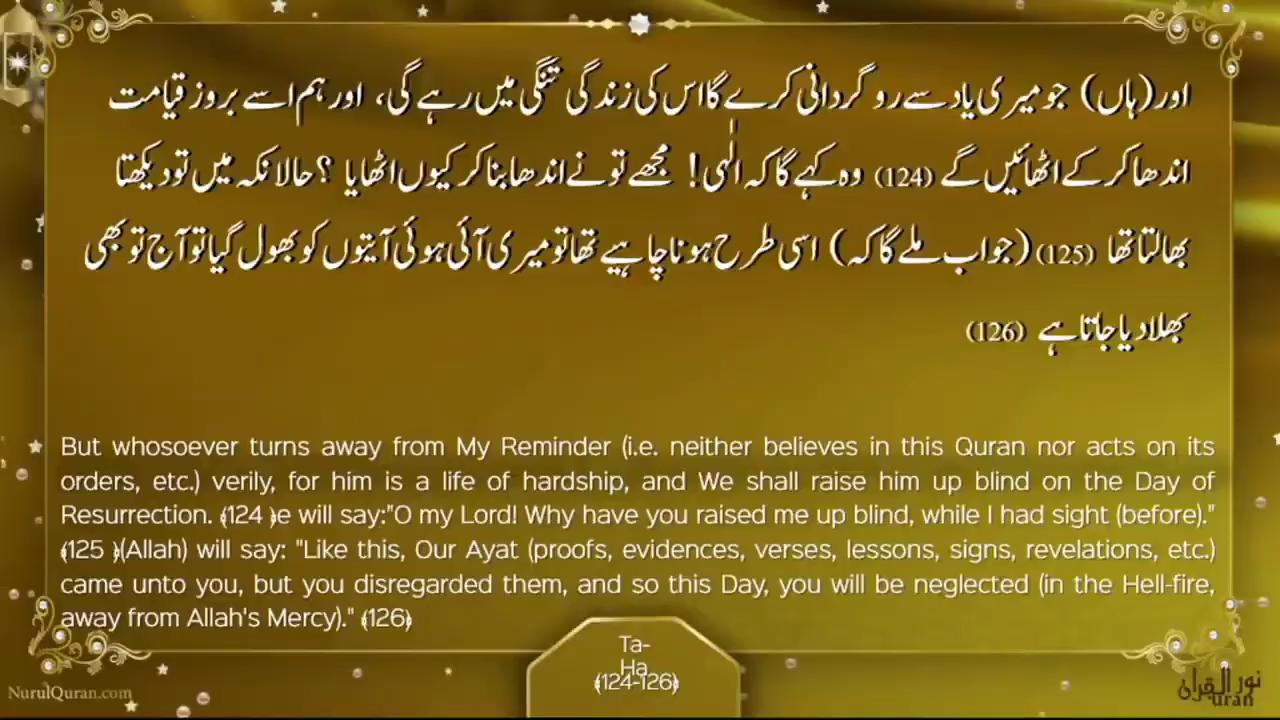 اور(ہاں) جو میری یاد سے روگردانی کرے گا اس کی زندگی تنگی میں رہے گی، اور ہم اسے بروز قیامت
اندھا کر کے اٹھائیں گے (124) وہ کہے گا کہ الٰہی! مجھے تو نے اندھا بنا کر کیوں اٹھایا ؟ حالانکہ میں تو دیکھتا
بھالتا تھا (125) (جواب ملے گا کہ) اسی طرح ہونا چاہیے تھا تو میری آئی ہوئی آیتوں کو بھول گیا تو آج تو بھی
بھلا دیا جاتا ہے (126)
But whosoever turns away from My Reminder (i.e. neither believes in this Quran nor acts on its
orders, etc.) verily, for him is a life of hardship, and We shall raise him up blind on the Day of
Resurrection. ﴾124 ﴿e will say:"O my Lord! Why have you raised me up blind, while I had sight (before)."
﴾125 ﴿(Allah) will say: "Like this, Our Ayat (proofs, evidences, verses, lessons, signs, revelations, etc.)
came unto you, but you disregarded them, and so this Day, you will be neglected (in the Hell-fire,
away from Allah's Mercy)." ﴾126﴿
Ta-
Ha
﴾124-126﴿
NurulQuran.com
نور القرآن
uran